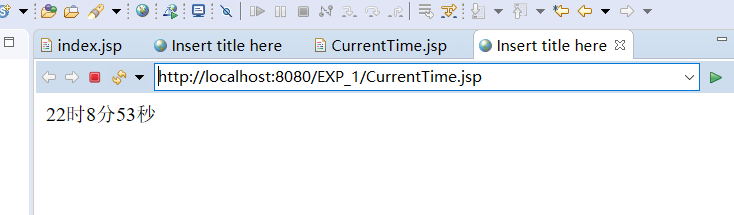 index.jsp Insert title here CurrentTime.jsp Insert title here
http://localhost:8080/EXP_1/CurrentTime.jsp
22时8分53秒